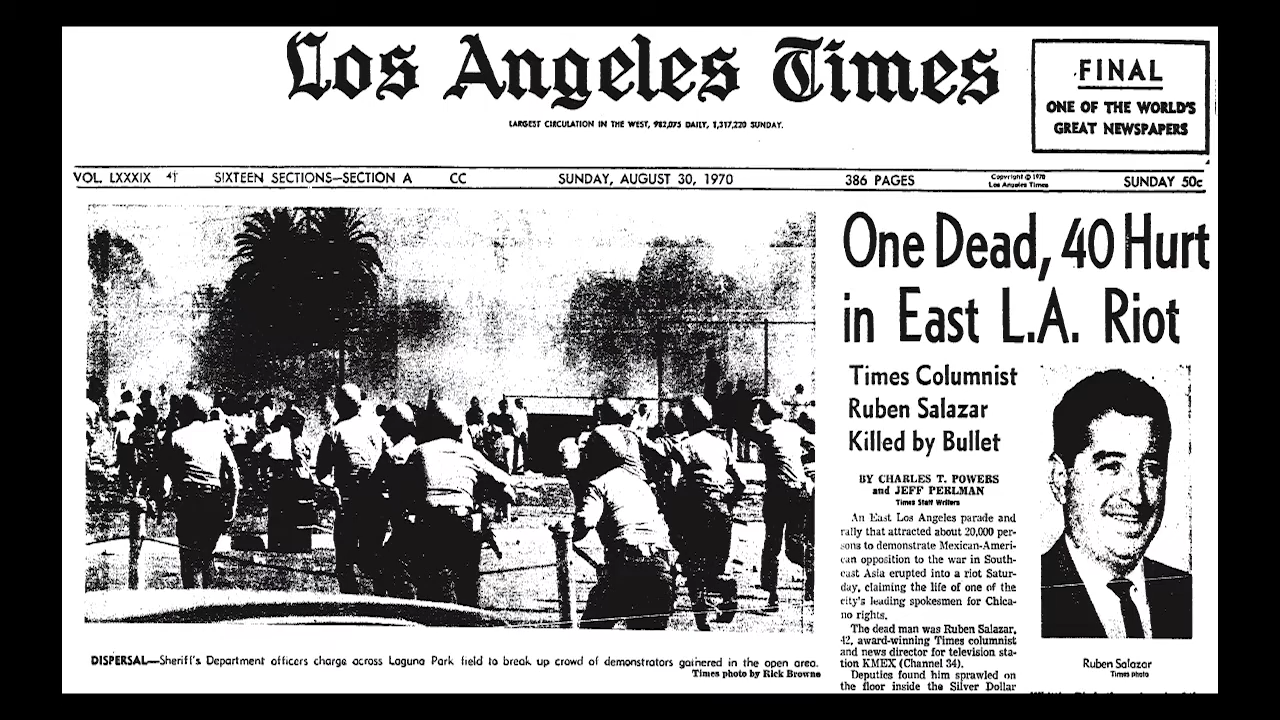 Los Angeles Times
FINAL
ONE OF THE WORLD'S
GREAT NEWSPAPERS
LARGEST CIRCULATION IN THE WEST, 982,075 DAILY, 1,317,220 SUNDAY.
VOL. LXXXIX 4† SIXTEEN SECTIONS—SECTION A CC SUNDAY, AUGUST 30, 1970 386 PAGES Copyright © 1970 SUNDAY 50c
Los Angeles Times
One Dead, 40 Hurt
in East L.A. Riot
Times Columnist
Ruben Salazar
Killed by Bullet
BY CHARLES T. POWERS
and JEFF PERLMAN
Times Staff Writers
An East Los Angeles parade and
rally that attracted about 20,000 per-
sons to demonstrate Mexican-Ameri-
can opposition to the war in South-
east Asia erupted into a riot Satur-
day, claiming the life of one of the
city's leading spokesmen for Chica-
no rights.
The dead man was Ruben Salazar,
42, award-winning Times columnist
and news director for television sta-
tion KMEX (Channel 34).
Deputies found him sprawled on
the floor inside the Silver Dollar
Ruben Salazar
Times photo
DISPERSAL—Sheriff's Department officers charge across Laguna Park field to break up crowd of demonstrators gathered in the open area.
Times photo by Rick Browne